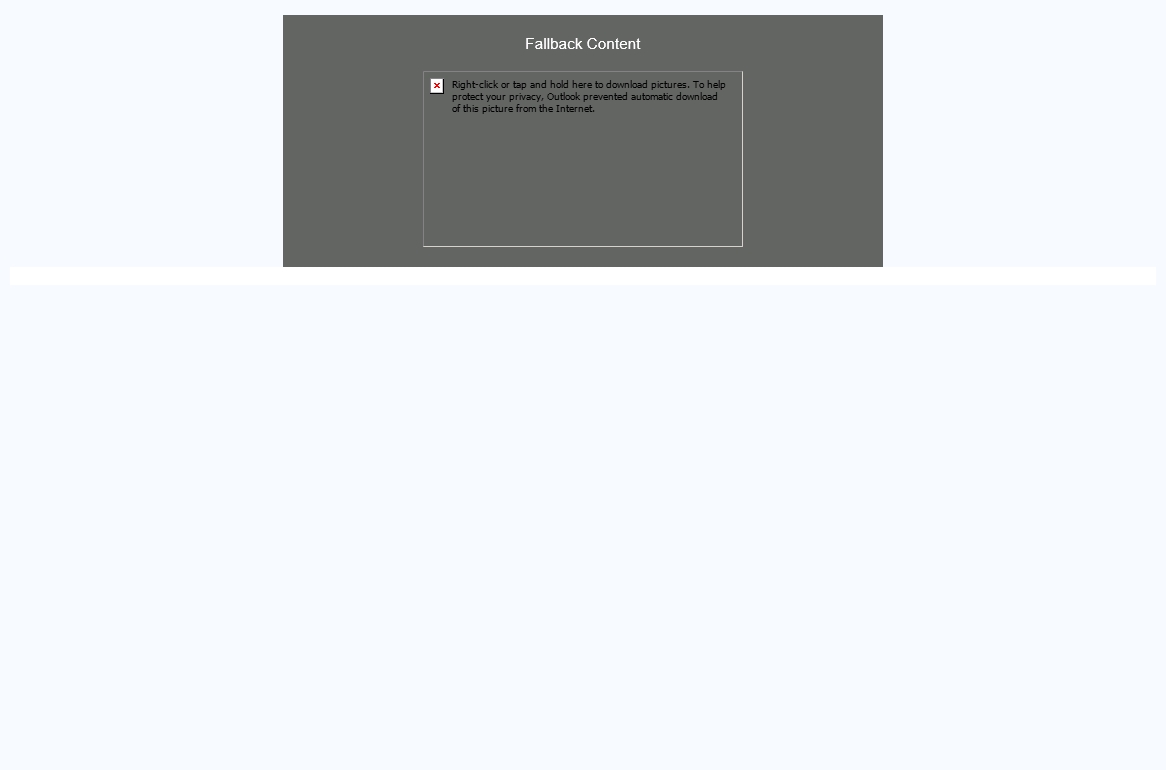 Fallback Content
Right-click or tap and hold here to download pictures. To help
protect your privacy, Outlook prevented automatic download
of this picture from the Internet.